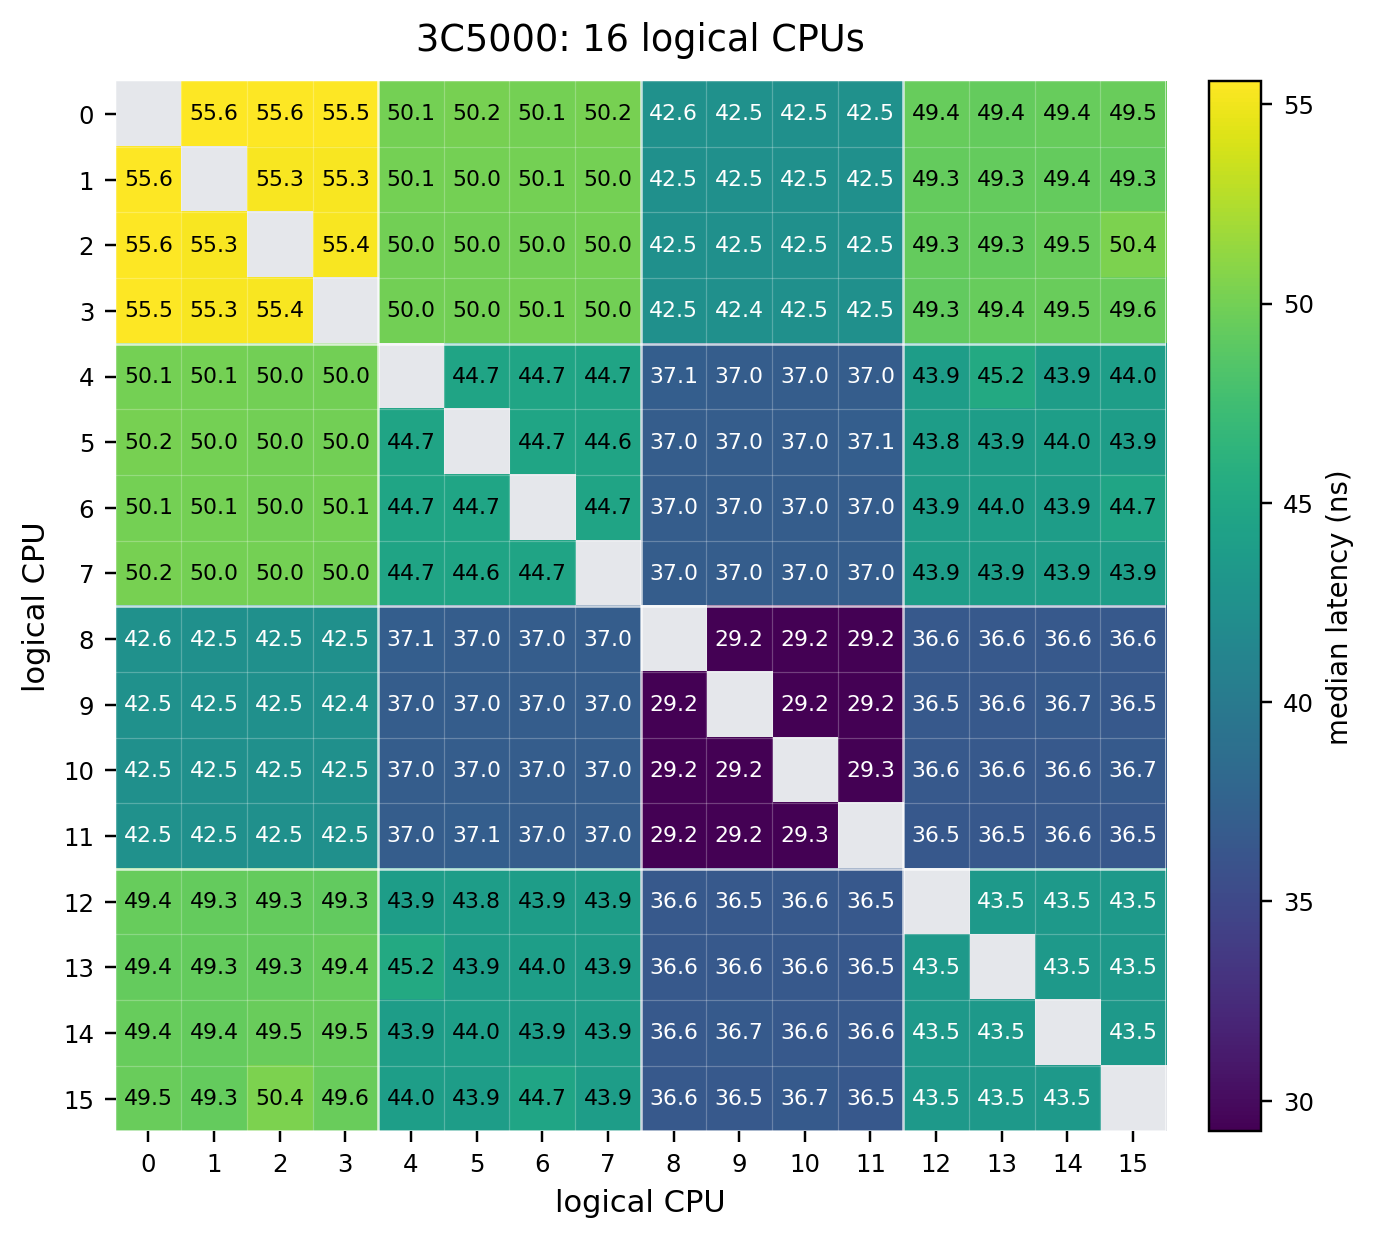 3C5000: 16 logical CPUs
0 55.6 55.6 55.5 50.1 50.2 50.1 50.2 42.6 42.5 42.5 42.5 49.4 49.4 49.4 49.5
1 55.6 55.3 55.3 50.1 50.0 50.1 50.0 42.5 42.5 42.5 42.5 49.3 49.3 49.4 49.3
2 55.6 55.3 55.4 50.0 50.0 50.0 50.0 42.5 42.5 42.5 42.5 49.3 49.3 49.5 50.4
3 55.5 55.3 55.4 50.0 50.0 50.1 50.0 42.5 42.4 42.5 42.5 49.3 49.4 49.5 49.6
4 50.1 50.1 50.0 50.0 44.7 44.7 44.7 37.1 37.0 37.0 37.0 43.9 45.2 43.9 44.0
5 50.2 50.0 50.0 50.0 44.7 44.7 44.6 37.0 37.0 37.0 37.1 43.8 43.9 44.0 43.9
6 50.1 50.1 50.0 50.1 44.7 44.7 44.7 37.0 37.0 37.0 37.0 43.9 44.0 43.9 44.7
7 50.2 50.0 50.0 50.0 44.7 44.6 44.7 37.0 37.0 37.0 37.0 43.9 43.9 43.9 43.9
8 42.6 42.5 42.5 42.5 37.1 37.0 37.0 37.0 29.2 29.2 29.2 36.6 36.6 36.6 36.6
9 42.5 42.5 42.5 42.4 37.0 37.0 37.0 37.0 29.2 29.2 29.2 36.5 36.6 36.7 36.5
10 42.5 42.5 42.5 42.5 37.0 37.0 37.0 37.0 29.2 29.2 29.3 36.6 36.6 36.6 36.7
11 42.5 42.5 42.5 42.5 37.0 37.1 37.0 37.0 29.2 29.2 29.3 36.5 36.5 36.6 36.5
12 49.4 49.3 49.3 49.3 43.9 43.8 43.9 43.9 36.6 36.5 36.6 36.5 43.5 43.5 43.5
13 49.4 49.3 49.3 49.4 45.2 43.9 44.0 43.9 36.6 36.6 36.6 36.5 43.5 43.5 43.5
14 49.4 49.4 49.5 49.5 43.9 44.0 43.9 43.9 36.6 36.7 36.6 36.6 43.5 43.5 43.5
15 49.5 49.3 50.4 49.6 44.0 43.9 44.7 43.9 36.6 36.5 36.7 36.5 43.5 43.5 43.5
0 1 2 3 4 5 6 7 8 9 10 11 12 13 14 15
logical CPU
logical CPU
55
50
45
40
35
30
median latency (ns)